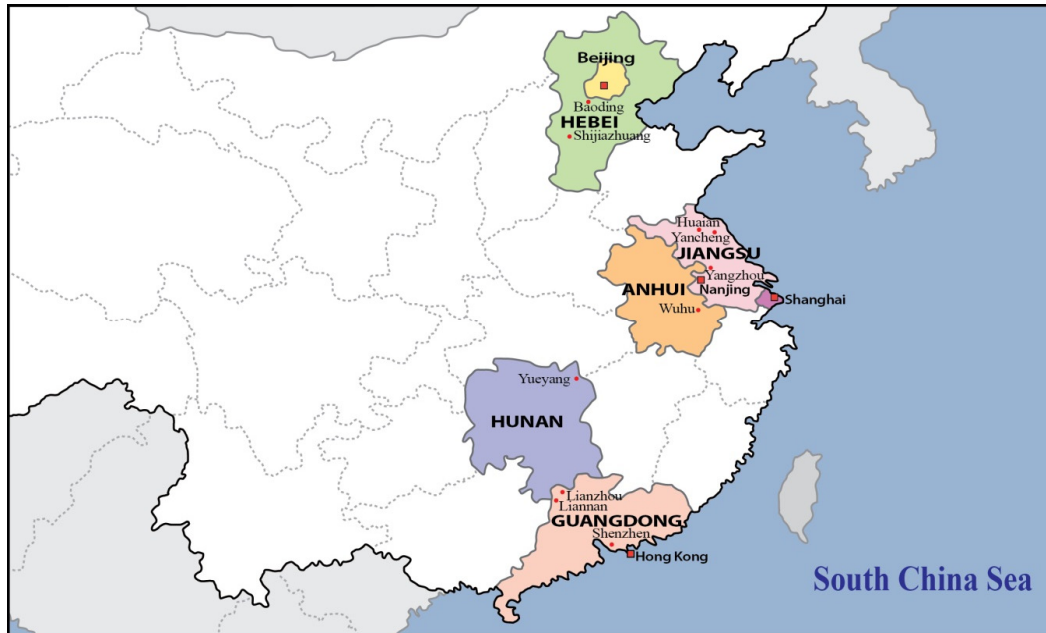 Beijing
Baoding
HEBEI
Shijiazhuang
Huaian
Yancheng
JIANGSU
Yangzhou
ANHUI
Nanjing
Shanghai
Wuhu
Yueyang
HUNAN
Lianzhou
Liannan
GUANGDONG
Shenzhen
Hong Kong
South China Sea